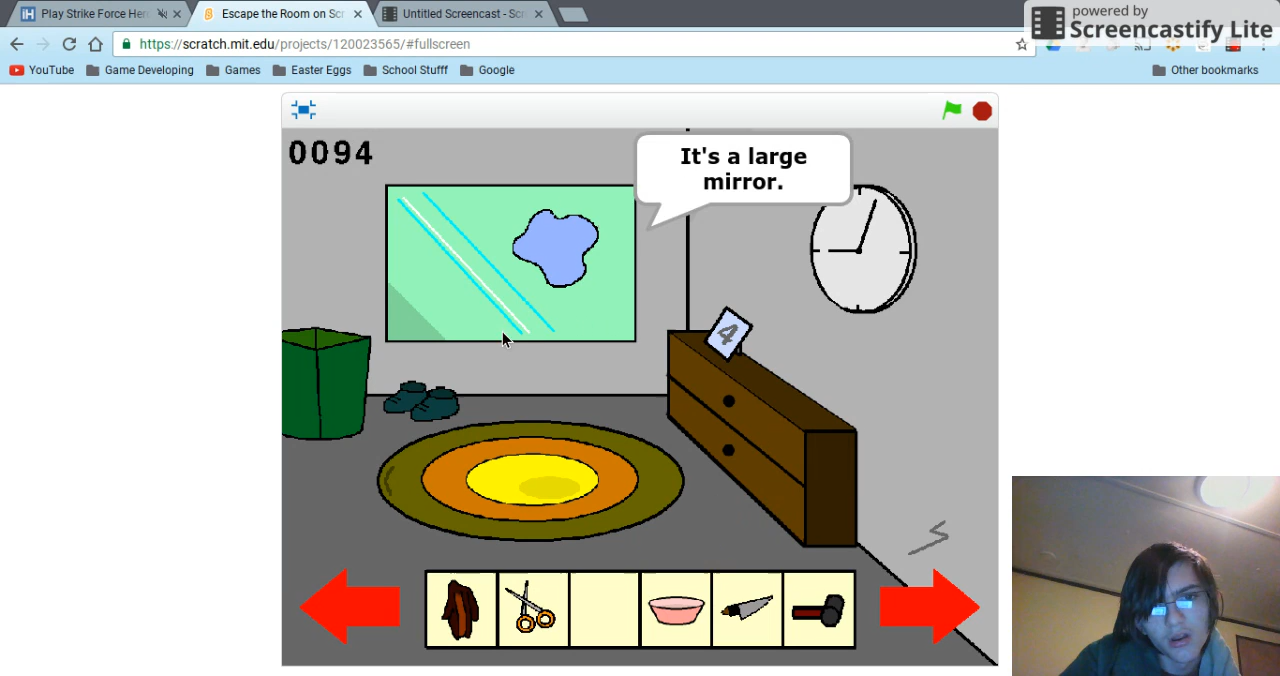 Play Strike Force Her
Escape the Room on Scr
Untitled Screencast - Scr
powered by
Screencastify Lite
https://scratch.mit.edu/projects/120023565/#fullscreen
YouTube
Game Developing
Games
Easter Eggs
School Stufff
Google
Other bookmarks
0094
It's a large
mirror.
4